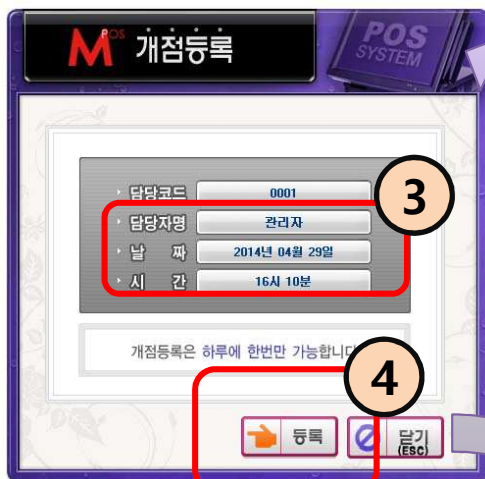 MPOS 개점등록
POS
SYSTEM
담당코드 0001
담당자명 관리자
날 짜 2014년 04월 29일
시 간 16시 10분
3
개점등록은 하루에 한번만 가능합니다
4
등록
닫기
(ESC)